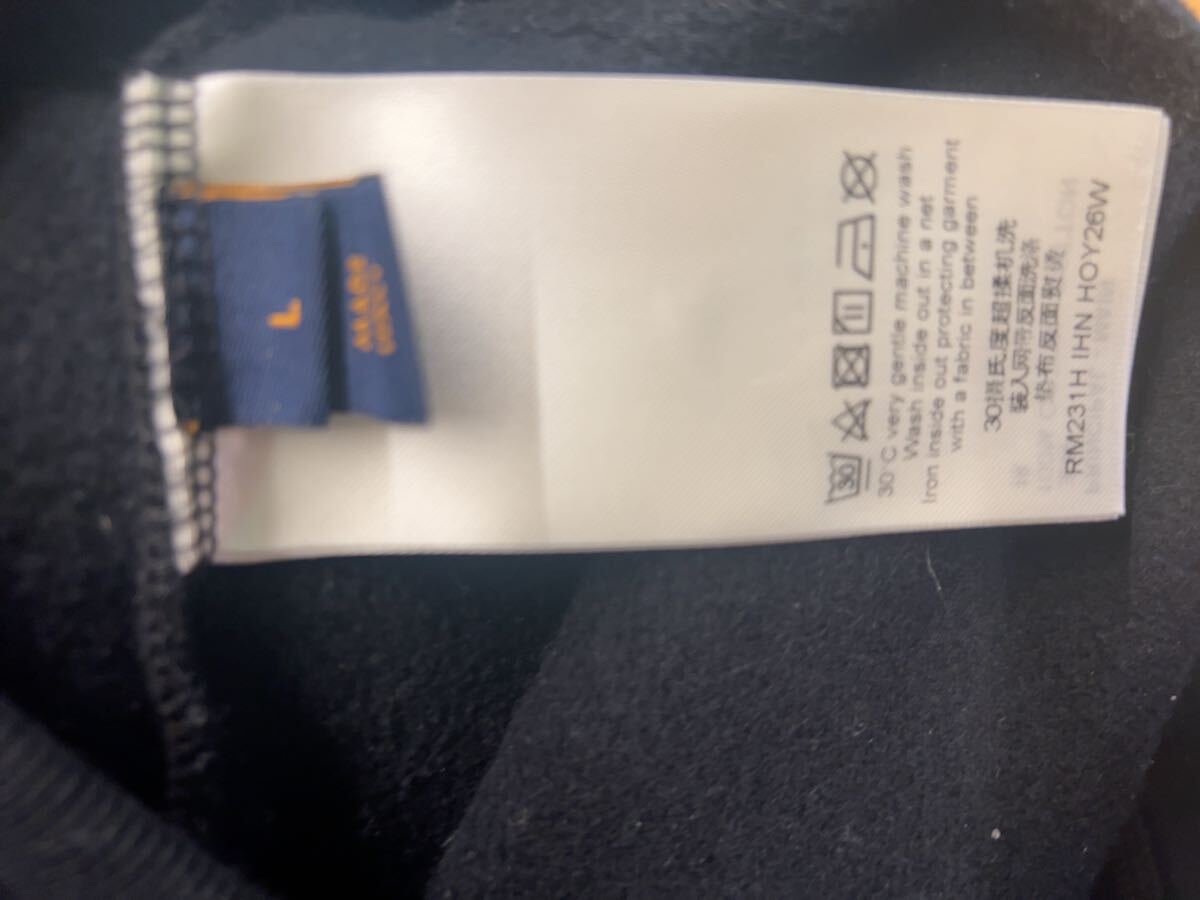 L
MADE
30
30°C very gentle machine wash
Wash inside out in a net
Iron inside out protecting garment
with a fabric in between
30摄氏度超揉机洗
装入网带反面洗涤
垫布反面熨烫
RM231H IHN HOY26W